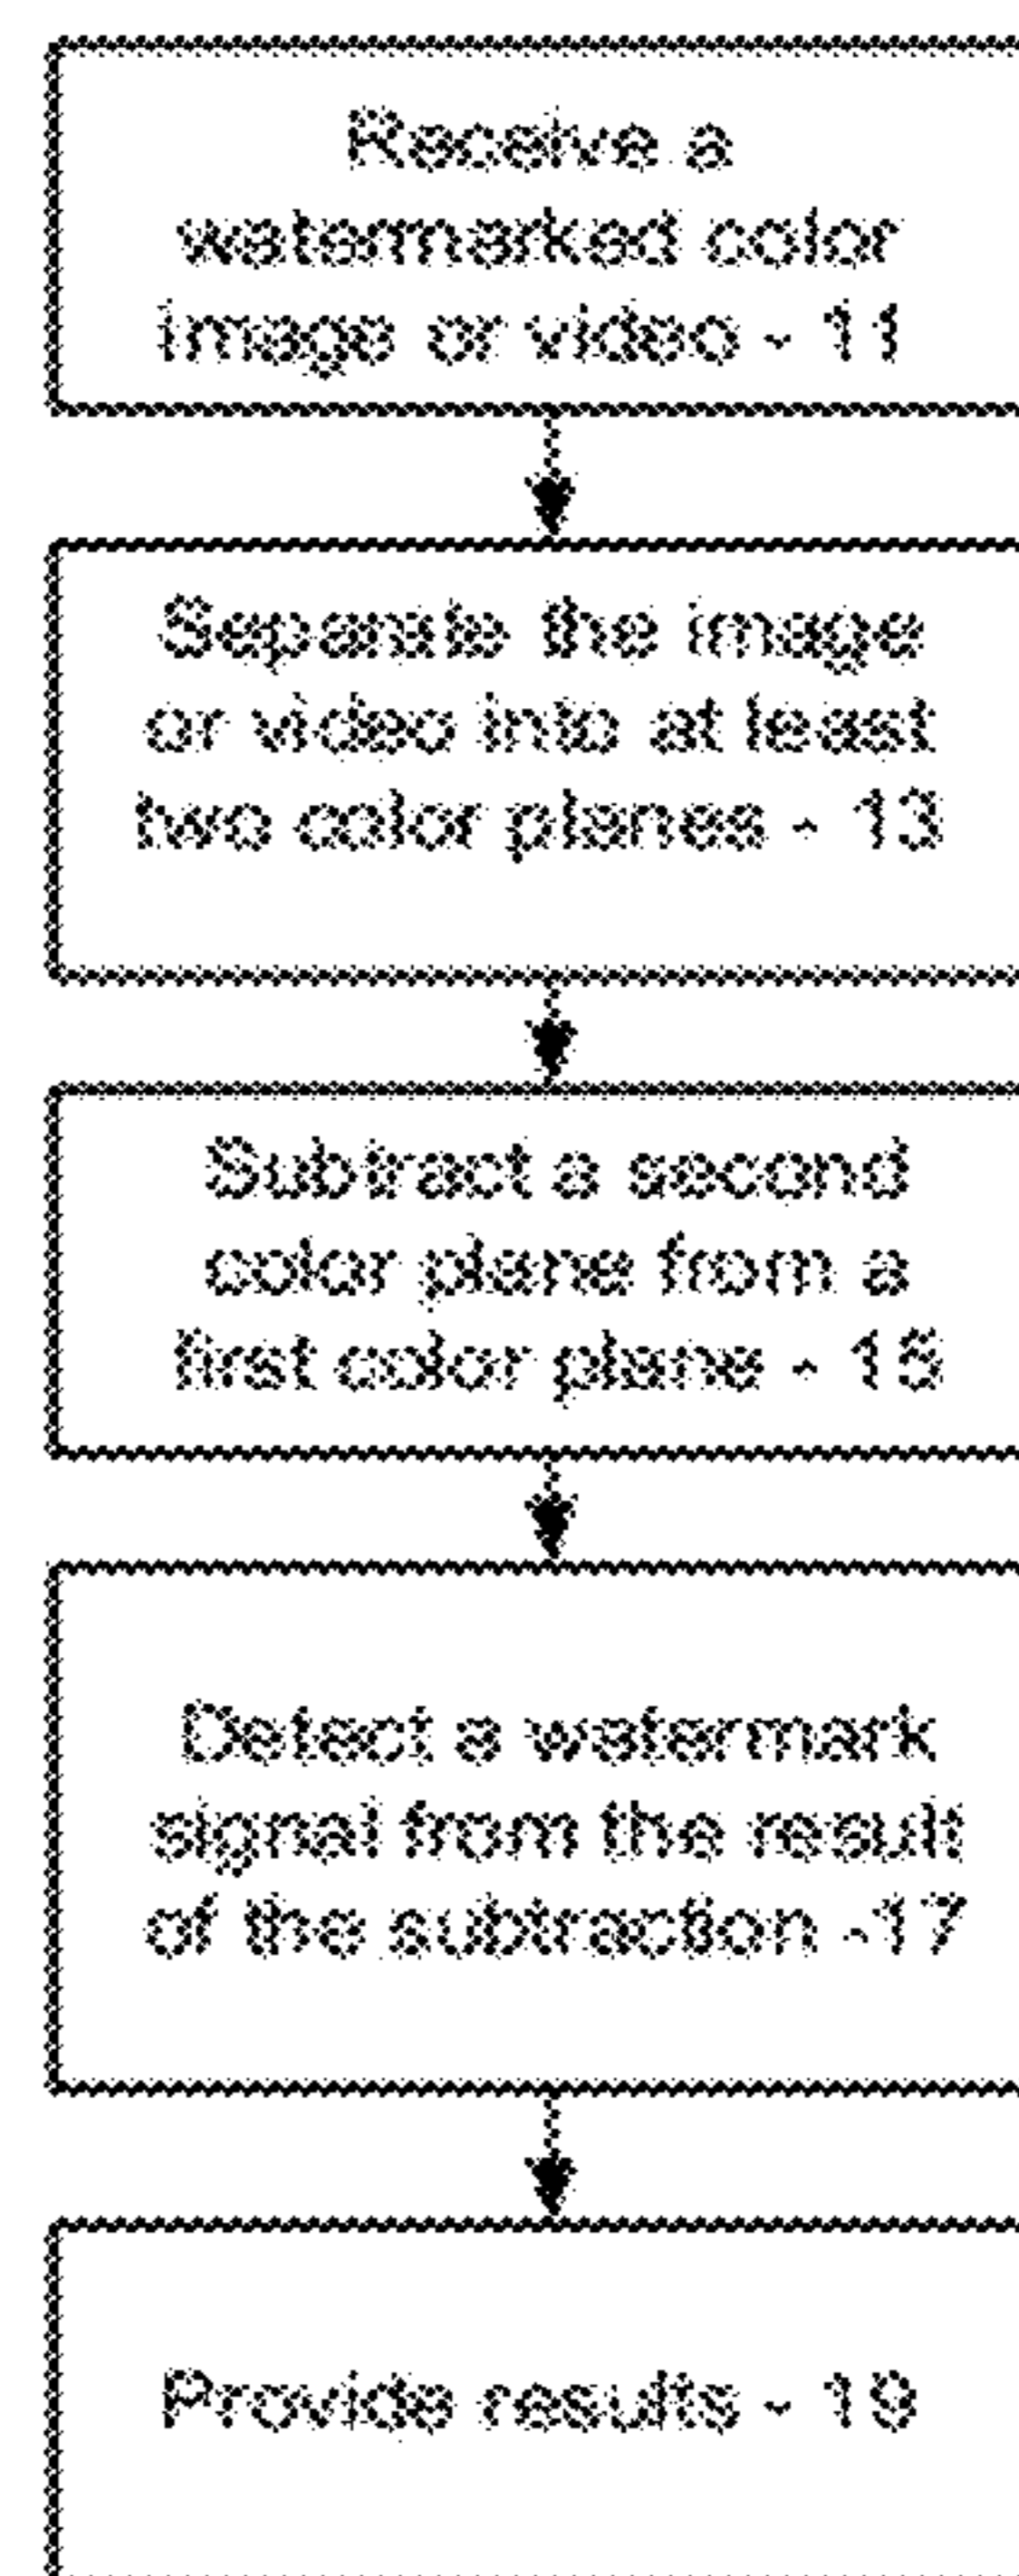 Receive a
watermarked color
image or video - 11
Separate the image
or video into at least
two color planes - 13
Subtract a second
color plane from a
first color plane - 15
Detect a watermark
signal from the result
of the subtraction -17
Provide results - 19